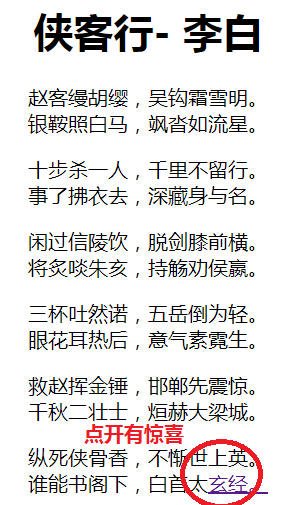 侠客行- 李白
赵客缦胡缨，吴钩霜雪明。
银鞍照白马，飒沓如流星。
十步杀一人，千里不留行。
事了拂衣去，深藏身与名。
闲过信陵饮，脱剑膝前横。
将炙啖朱亥，持觞劝侯嬴。
三杯吐然诺，五岳倒为轻。
眼花耳热后，意气素霓生。
救赵挥金锤，邯郸先震惊。
千秋二壮士，烜赫大梁城。
点开有惊喜
纵死侠骨香，不惭世上英。
谁能书阁下，白首太玄经。